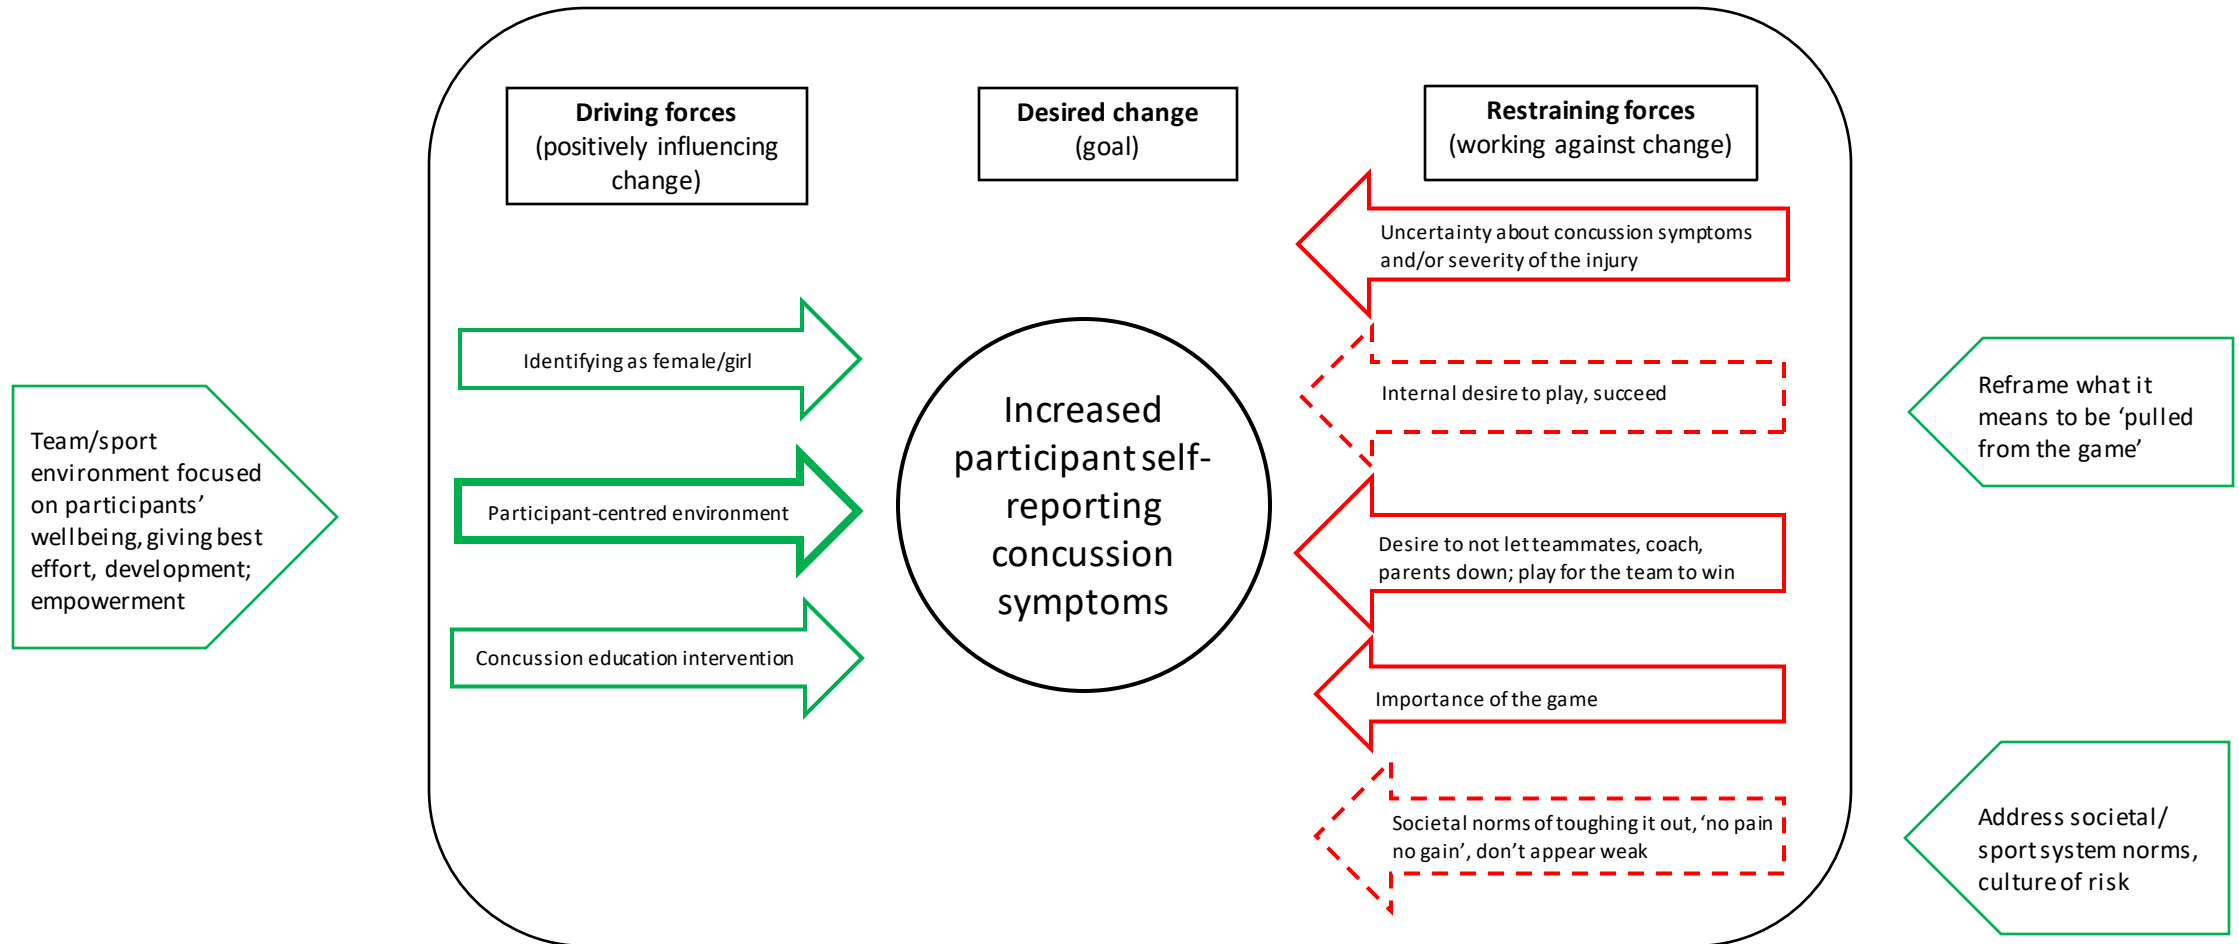 Driving forces
(positively influencing
change)
Desired change
(goal)
Restraining forces
(working against change)
Team/sport
environment focused
on participants’
wellbeing, giving best
effort, development;
empowerment
Identifying as female/girl
Participant-centred environment
Concussion education intervention
Increased
participant self-
reporting
concussion
symptoms
Uncertainty about concussion symptoms
and/or severity of the injury
Internal desire to play, succeed
Desire to not let teammates, coach,
parents down; play for the team to win
Importance of the game
Societal norms of toughing it out, ‘no pain
no gain’, don’t appear weak
Reframe what it
means to be ‘pulled
from the game’
Address societal/
sport system norms,
culture of risk